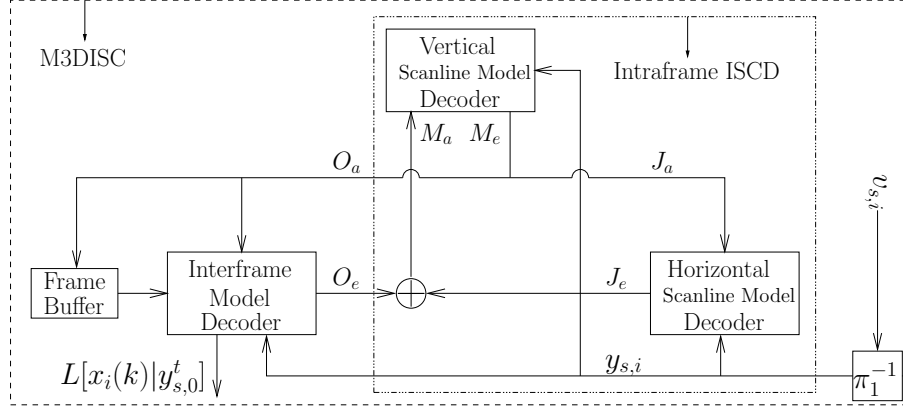 M3DISC
Vertical
Scanline Model
Decoder
Intraframe ISCD
M_a M_e
O_a
J_a
v_{s,i}
Frame
Buffer
Interframe
Model
Decoder
O_e
J_e
Horizontal
Scanline Model
Decoder
L[x_i(k)|y_{s,0}^t]
y_{s,i}
π_1^{-1}